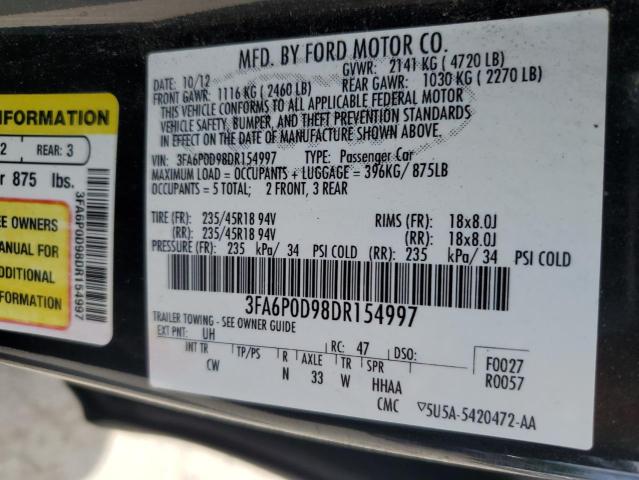 MFD. BY FORD MOTOR CO.
DATE: 10/12 GVWR: 2141 KG ( 4720 LB)
FRONT GAWR: 1116 KG ( 2460 LB) REAR GAWR: 1030 KG ( 2270 LB)
THIS VEHICLE CONFORMS TO ALL APPLICABLE FEDERAL MOTOR
VEHICLE SAFETY, BUMPER, AND THEFT PREVENTION STANDARDS
IN EFFECT ON THE DATE OF MANUFACTURE SHOWN ABOVE.
VIN: 3FA6P0D98DR154997 TYPE: Passenger Car
MAXIMUM LOAD = OCCUPANTS + LUGGAGE = 396KG/ 875LB
OCCUPANTS = 5 TOTAL; 2 FRONT, 3 REAR
TIRE (FR): 235/45R18 94V RIMS (FR): 18x8.0J
(RR): 235/45R18 94V (RR): 18x8.0J
PRESSURE (FR): 235 kPa/ 34 PSI COLD (RR): 235 kPa/ 34 PSI COLD
3FA6P0D98DR154997
TRAILER TOWING - SEE OWNER GUIDE
EXT PNT: UH RC: 47 DSO:
INT TR TP/PS R AXLE TR SPR F0027
CW N 33 W HHAA R0057
CMC ▽5U5A-5420472-AA
INFORMATION
2 REAR: 3
875 lbs.
OWNERS
MANUAL FOR
ADDITIONAL
INFORMATION
3FA6P0D98DR154997